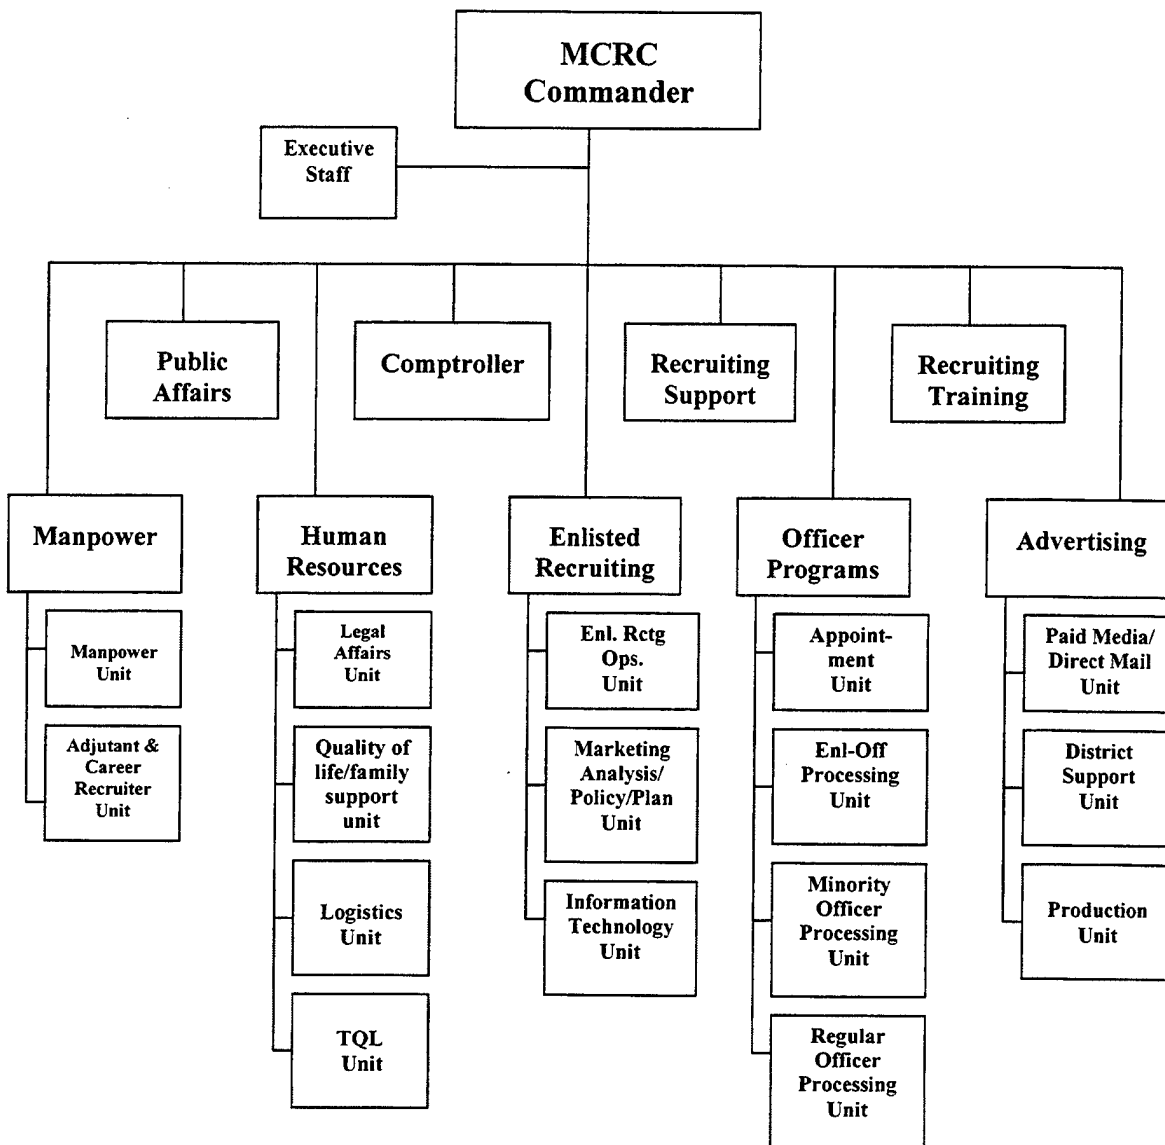 MCRC
Commander
Executive
Staff
Public
Affairs
Comptroller
Recruiting
Support
Recruiting
Training
Manpower
Human
Resources
Enlisted
Recruiting
Officer
Programs
Advertising
Manpower
Unit
Adjutant &
Career
Recruiter
Unit
Legal
Affairs
Unit
Quality of
life/family
support
unit
Logistics
Unit
TQL
Unit
Enl. Rctg
Ops.
Unit
Marketing
Analysis/
Policy/Plan
Unit
Information
Technology
Unit
Appoint-
ment
Unit
Enl-Off
Processing
Unit
Minority
Officer
Processing
Unit
Regular
Officer
Processing
Unit
Paid Media/
Direct Mail
Unit
District
Support
Unit
Production
Unit